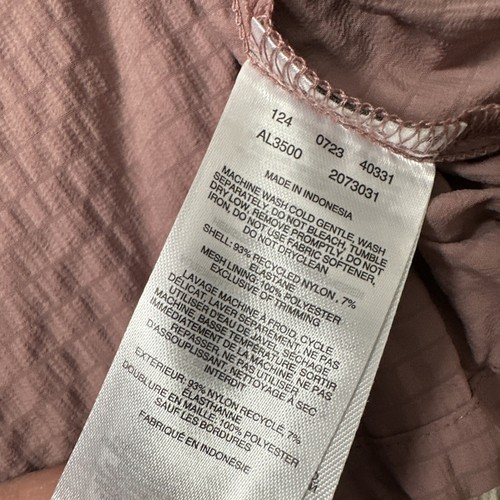 124 0723 40331
AL3500 2073031
MADE IN INDONESIA
MACHINE WASH COLD GENTLE, WASH
SEPARATELY, DO NOT BLEACH, TUMBLE
DRY LOW, REMOVE PROMPTLY, DO NOT
IRON, DO NOT USE FABRIC SOFTENER,
DO NOT DRYCLEAN
SHELL: 93% RECYCLED NYLON , 7%
ELASTANE
MESH LINING: 100% POLYESTER
EXCLUSIVE OF TRIMMING
LAVAGE MACHINE À FROID, CYCLE
DÉLICAT, LAVER SÉPARÉMENT, NE PAS
UTILISER D'EAU DE JAVEL, SÉCHAGE
MACHINE BASSE TEMPÉRATURE, SORTIR
IMMÉDIATEMENT DE LA MACHINE, NE PAS
REPASSER, NE PAS UTILISER
D'ASSOUPLISSANT, NETTOYAGE À SEC
INTERDIT
EXTÉRIEUR: 93% NYLON RECYCLÉ, 7%
ÉLASTHANNE
DOUBLURE EN MAILLE: 100% POLYESTER
SAUF LES BORDURES
FABRIQUÉ EN INDONÉSIE